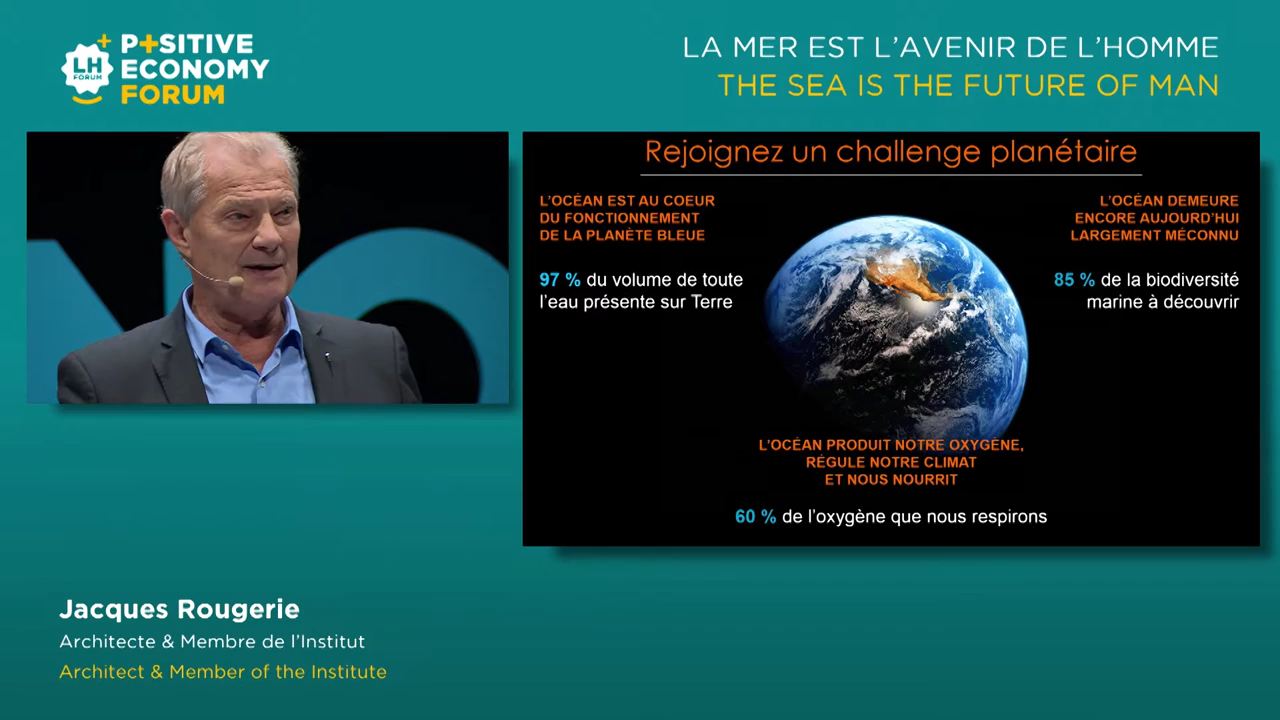 P+SITIVE
ECONOMY
FORUM
LH
FORUM
LA MER EST L'AVENIR DE L'HOMME
THE SEA IS THE FUTURE OF MAN
Rejoignez un challenge planétaire
L'OCÉAN EST AU COEUR
DU FONCTIONNEMENT
DE LA PLANÈTE BLEUE
97 % du volume de toute
l'eau présente sur Terre
L'OCÉAN DEMEURE
ENCORE AUJOURD'HUI
LARGEMENT MÉCONNU
85 % de la biodiversité
marine à découvrir
L'OCÉAN PRODUIT NOTRE OXYGÈNE,
RÉGULE NOTRE CLIMAT
ET NOUS NOURRIT
60 % de l'oxygène que nous respirons
Jacques Rougerie
Architecte & Membre de l'Institut
Architect & Member of the Institute